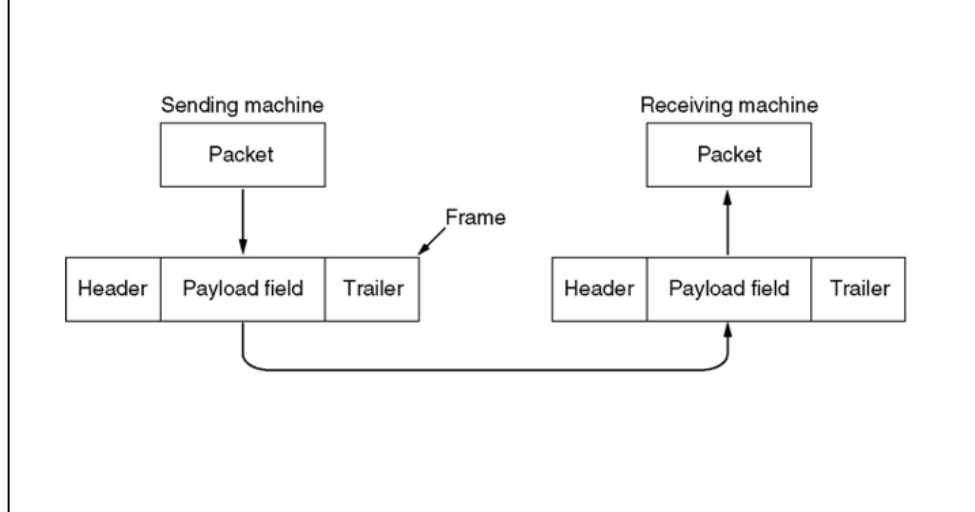 Sending machine
Receiving machine
Packet
Packet
Frame
Header
Payload field
Trailer
Header
Payload field
Trailer